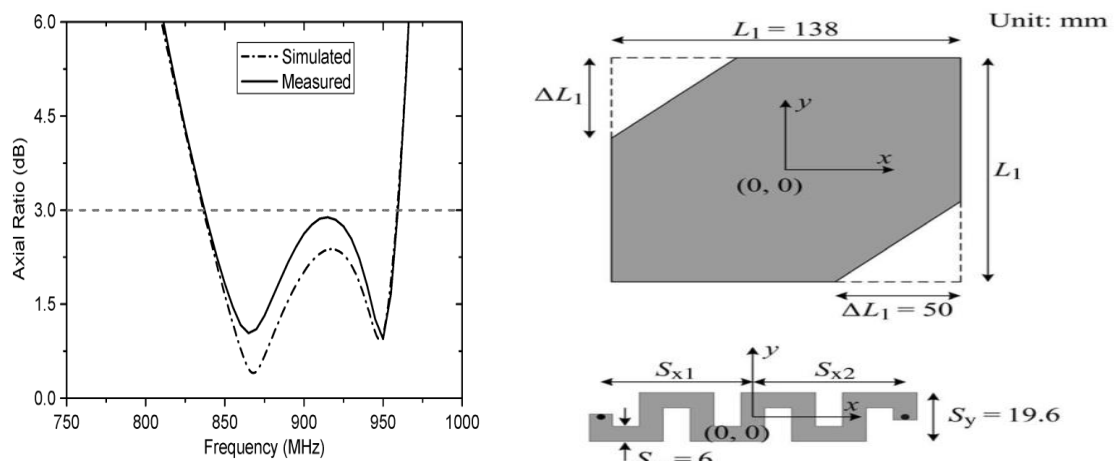 6.0
4.5
3.0
1.5
0.0
Axial Ratio (dB)
Simulated
Measured
750 800 850 900 950 1000
Frequency (MHz)
Unit: mm
L1 = 138
ΔL1
y
x
(0, 0)
L1
ΔL1 = 50
y
Sx1
Sx2
x
(0, 0)
Sy = 19.6
= 6